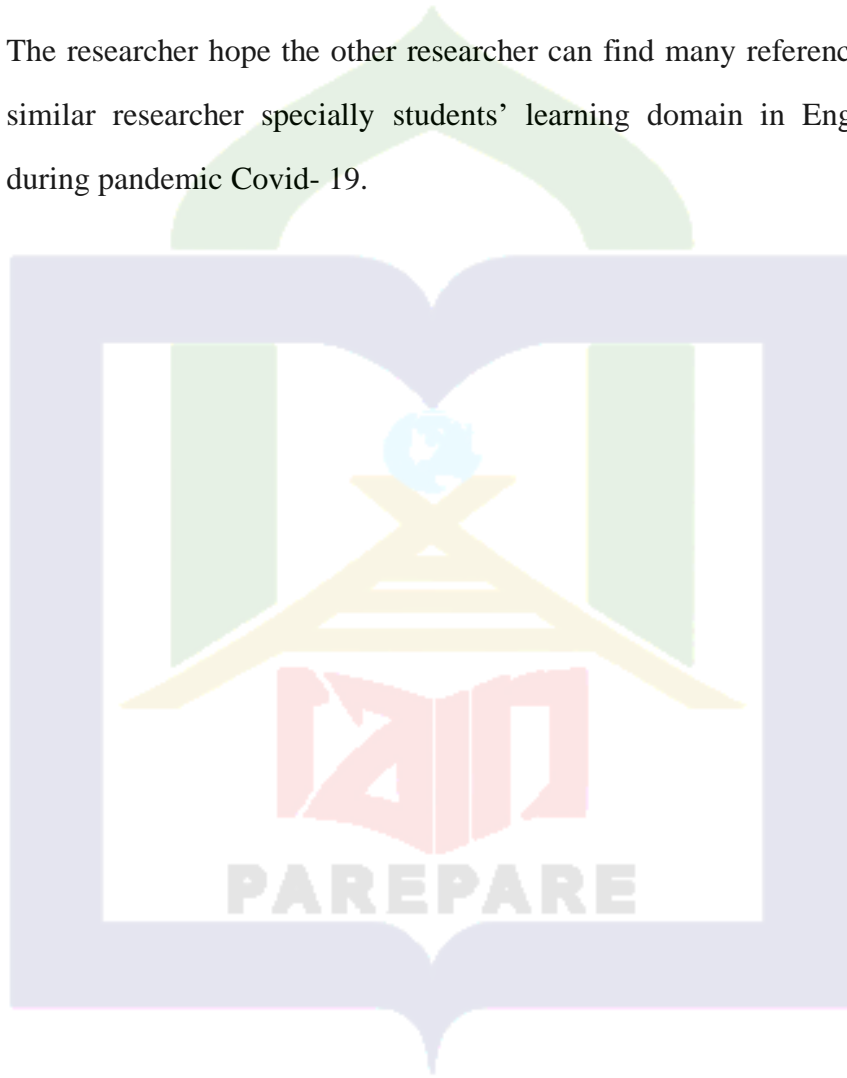 The researcher hope the other researcher can find many referenc
similar researcher specially students’ learning domain in Eng
during pandemic Covid- 19.
iain
PAREPARE